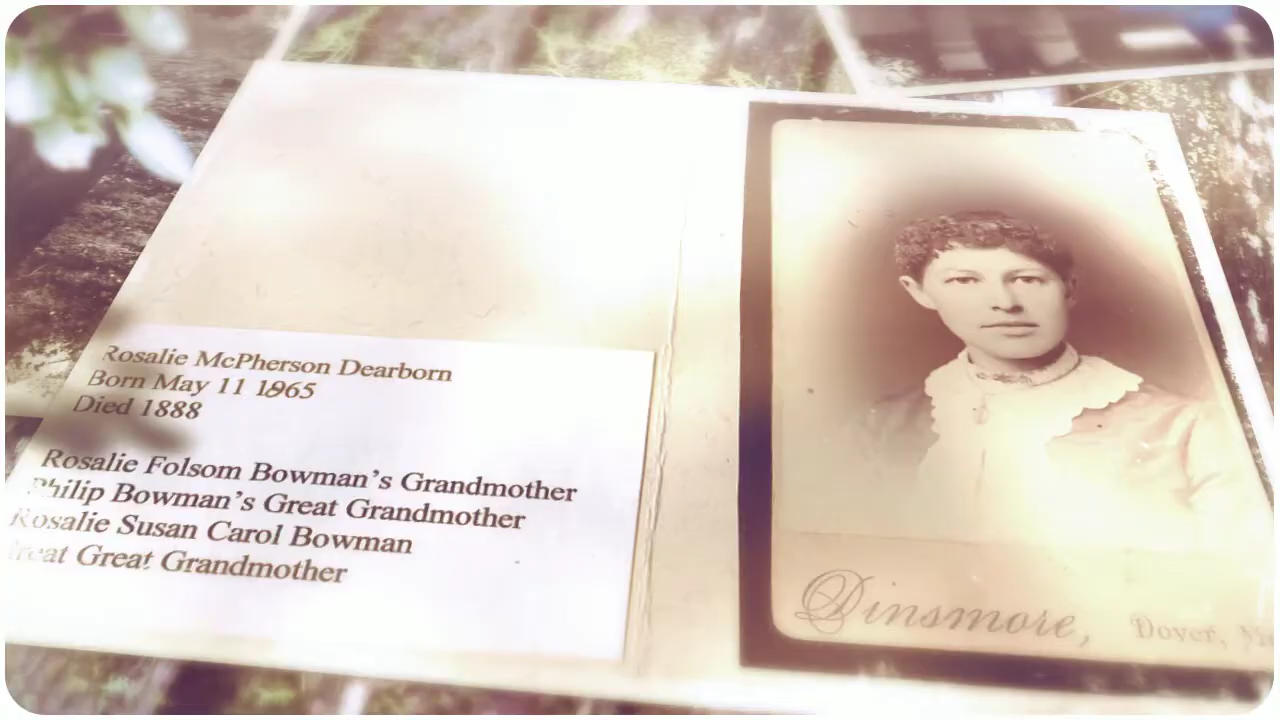 Rosalie McPherson Dearborn
Born May 11 1965
Died 1888
Rosalie Folsom Bowman's Grandmother
Philip Bowman's Great Grandmother
Rosalie Susan Carol Bowman
Great Great Grandmother
Dinsmore, Dover,